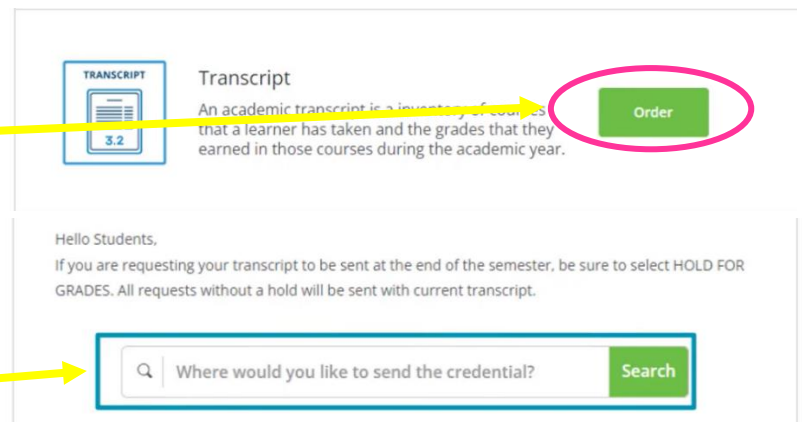 TRANSCRIPT
3.2
Transcript
An academic transcript is a inventory of courses
that a learner has taken and the grades that they
earned in those courses during the academic year.
Order
Hello Students,
If you are requesting your transcript to be sent at the end of the semester, be sure to select HOLD FOR
GRADES. All requests without a hold will be sent with current transcript.
Where would you like to send the credential?
Search